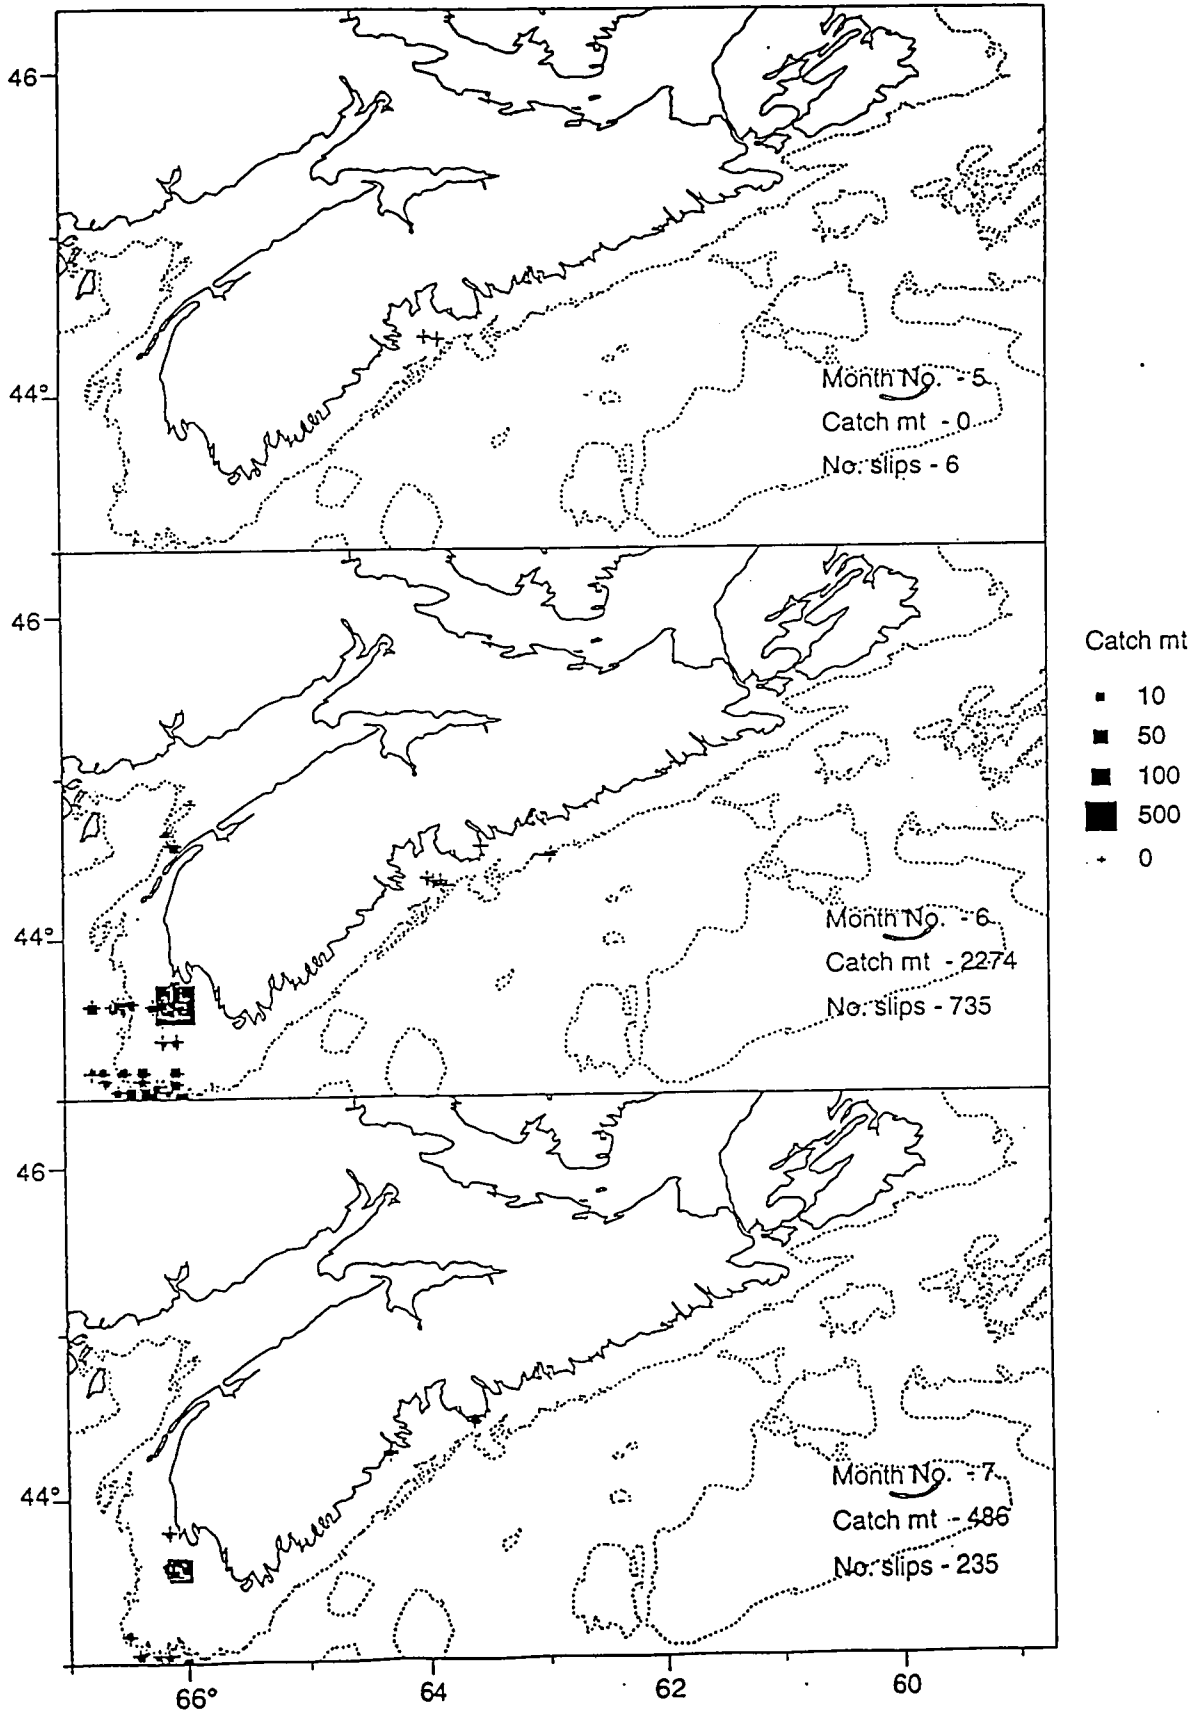 46
44°
Month No. - 5
Catch mt - 0
No. slips - 6
46
44°
Month No. - 6
Catch mt - 2274
No. slips - 735
Catch mt
10
50
100
500
0
46
44°
Month No. - 7
Catch mt - 486
No. slips - 235
66° 64 62 60